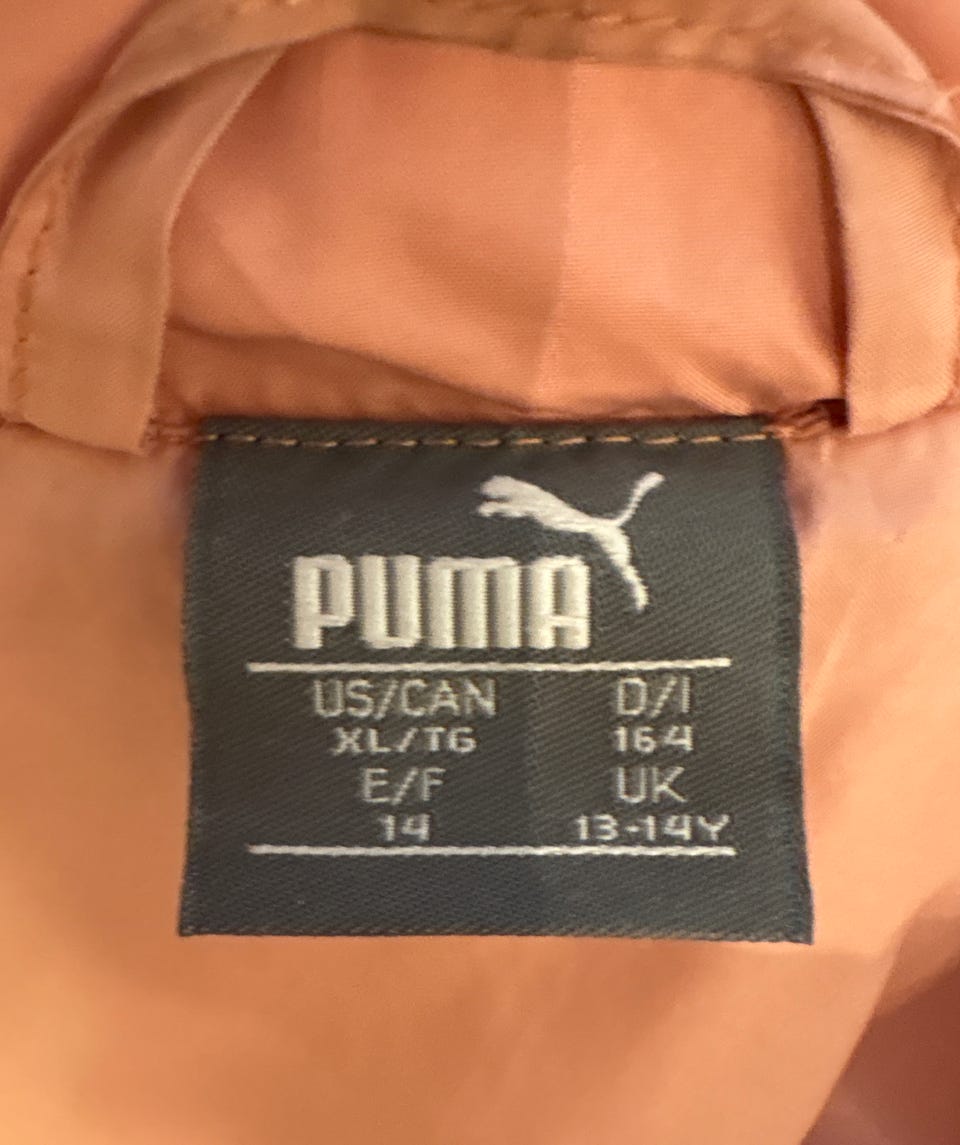 PUMA
US/CAN D/I
XL/TG 164
E/F UK
14 13-14Y